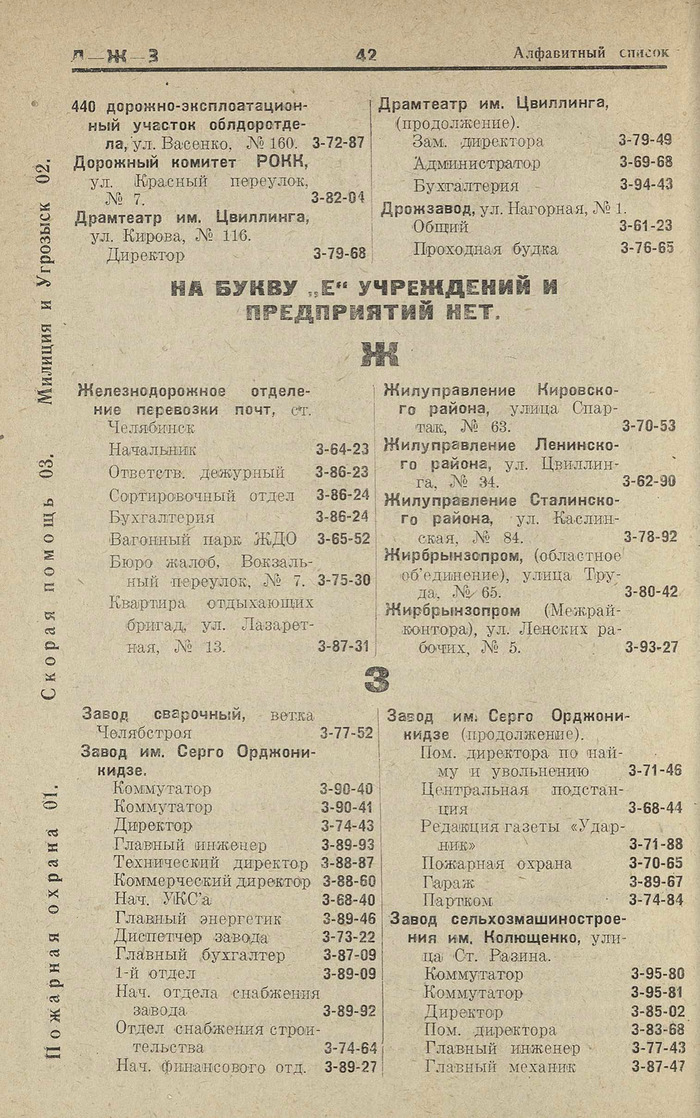 Д—Ж—З 42 Алфавитный список
440 дорожно-эксплоатацион-
ный участок облдоротде-
ла, ул. Васенко, № 160. 3-72-87
Дорожный комитет РОКК,
ул. Красный переулок,
№ 7. 3-82-04
Драмтеатр им. Цвиллинга,
ул. Кирова, № 116.
Директор 3-79-68
Драмтеатр им. Цвиллинга,
(продолжение).
Зам. директора 3-79-49
Администратор 3-69-68
Бухгалтерия 3-94-43
Дрожзавод, ул. Нагорная, № 1.
Общий 3-61-23
Проходная будка 3-76-65
НА БУКВУ „Е“ УЧРЕЖДЕНИЙ И
ПРЕДПРИЯТИЙ НЕТ.
Ж
Железнодорожное отделе-
ние перевозки почт, ст.
Челябинск
Начальник 3-64-23
Ответств. дежурный 3-86-23
Сортировочный отдел 3-86-24
Бухгалтерия 3-86-24
Вагонный парк ЖДО 3-65-52
Бюро жалоб, Вокзаль-
ный переулок, № 7. 3-75-30
Квартира отдыхающих
бригад, ул. Лазарет-
ная, № 13. 3-87-31
Жилуправление Кировско-
го района, улица Спар-
так, № 63. 3-70-53
Жилуправление Ленинско-
го района, ул. Цвиллин-
га, № 34. 3-62-90
Жилуправление Сталинско-
го района, ул. Каслин-
ская, № 84. 3-78-92
Жирбрынзопром, (областное
об'единение), улица Тру-
да, № 65. 3-80-42
Жирбрынзопром (Межрай-
контора), ул. Ленских ра-
бочих, № 5. 3-93-27
З
Завод сварочный, ветка
Челябстроя 3-77-52
Завод им. Серго Орджони-
кидзе.
Коммутатор 3-90-40
Коммутатор 3-90-41
Директор 3-74-43
Главный инженер 3-89-93
Технический директор 3-88-87
Коммерческий директор 3-88-60
Нач. УКС'а 3-68-40
Главный энергетик 3-89-46
Диспетчер завода 3-73-22
Главный бухгалтер 3-87-09
1-й отдел 3-89-09
Нач. отдела снабжения
завода 3-89-92
Отдел снабжения строи-
тельства 3-74-64
Нач. финансового отд. 3-89-27
Завод им. Серго Орджони-
кидзе (продолжение).
Пом. директора по най-
му и увольнению 3-71-46
Центральная подстан-
ция 3-68-44
Редакция газеты «Удар-
ник» 3-71-88
Пожарная охрана 3-70-65
Гараж 3-89-67
Партком 3-74-84
Завод сельхозмашинострое-
ния им. Колющенко, ули-
ца Ст. Разина.
Коммутатор 3-95-80
Коммутатор 3-95-81
Директор 3-85-02
Пом. директора 3-83-68
Главный инженер 3-77-43
Главный механик 3-87-47
Пожарная охрана 01. Скорая помощь 03. Милиция и Угрозыск 02.